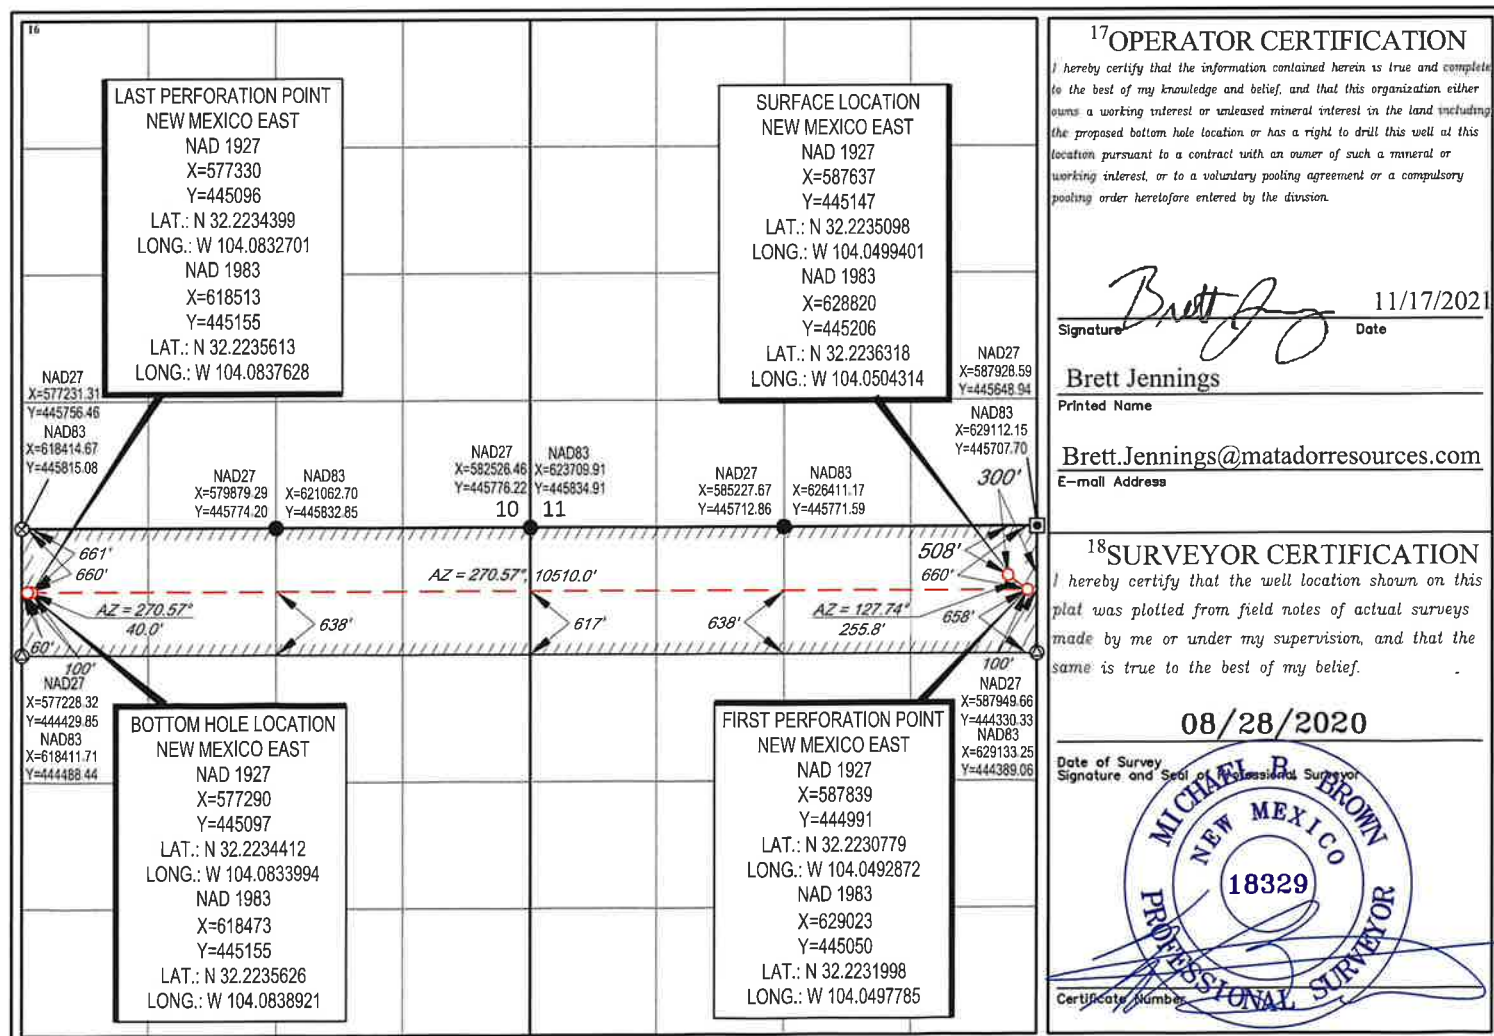 16
LAST PERFORATION POINT
NEW MEXICO EAST
NAD 1927
X=577330
Y=445096
LAT.: N 32.2234399
LONG.: W 104.0832701
NAD 1983
X=618513
Y=445155
LAT.: N 32.2235613
LONG.: W 104.0837628
SURFACE LOCATION
NEW MEXICO EAST
NAD 1927
X=587637
Y=445147
LAT.: N 32.2235098
LONG.: W 104.0499401
NAD 1983
X=628820
Y=445206
LAT.: N 32.2236318
LONG.: W 104.0504314
NAD27
X=577231.31
Y=445756.46
NAD83
X=618414.67
Y=445815.08
NAD27
X=579879.29
Y=445774.20
NAD83
X=621062.70
Y=445832.85
NAD27
X=582526.46
Y=445776.22
NAD83
X=623709.91
Y=445834.91
10 11
NAD27
X=585227.67
Y=445712.86
NAD83
X=626411.17
Y=445771.59
NAD27
X=587928.59
Y=445648.94
NAD83
X=629112.15
Y=445707.70
300'
661'
660'
AZ = 270.57°, 10510.0'
508'
660'
AZ = 270.57°
40.0'
638'
617'
638'
AZ = 127.74°
255.8'
658'
60'
100'
100'
NAD27
X=577228.32
Y=444429.85
NAD83
X=618411.71
Y=444488.44
BOTTOM HOLE LOCATION
NEW MEXICO EAST
NAD 1927
X=577290
Y=445097
LAT.: N 32.2234412
LONG.: W 104.0833994
NAD 1983
X=618473
Y=445155
LAT.: N 32.2235626
LONG.: W 104.0838921
FIRST PERFORATION POINT
NEW MEXICO EAST
NAD 1927
X=587839
Y=444991
LAT.: N 32.2230779
LONG.: W 104.0492872
NAD 1983
X=629023
Y=445050
LAT.: N 32.2231998
LONG.: W 104.0497785
NAD27
X=587949.66
Y=444330.33
NAD83
X=629133.25
Y=444389.06
17OPERATOR CERTIFICATION
I hereby certify that the information contained herein is true and complete
to the best of my knowledge and belief, and that this organization either
owns a working interest or unleased mineral interest in the land including
the proposed bottom hole location or has a right to drill this well at this
location pursuant to a contract with an owner of such a mineral or
working interest, or to a voluntary pooling agreement or a compulsory
pooling order heretofore entered by the division.
11/17/2021
Signature Date
Brett Jennings
Printed Name
Brett.Jennings@matadorresources.com
E-mail Address
18SURVEYOR CERTIFICATION
I hereby certify that the well location shown on this
plat was plotted from field notes of actual surveys
made by me or under my supervision, and that the
same is true to the best of my belief.
08/28/2020
Date of Survey
Signature and Seal of Professional Surveyor
MICHAEL B. BROWN
NEW MEXICO
18329
PROFESSIONAL SURVEYOR
Certificate Number